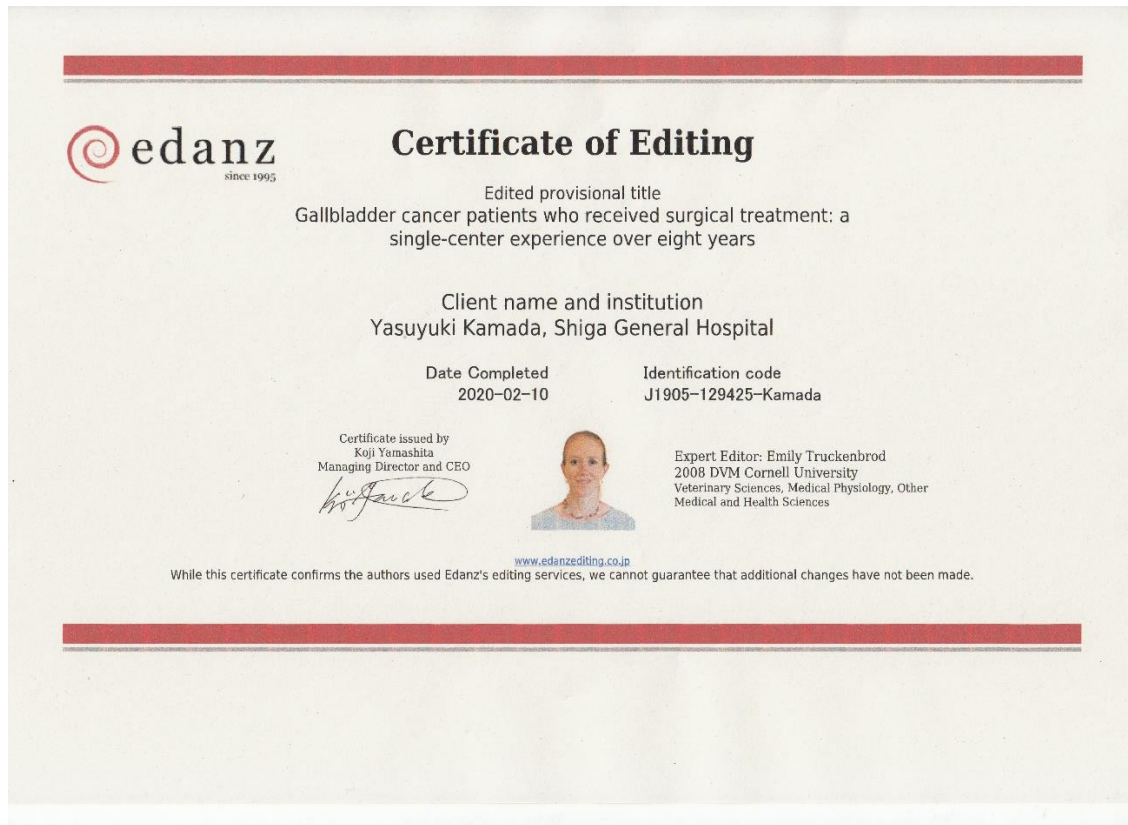 edanz
since 1995
Certificate of Editing
Edited provisional title
Gallbladder cancer patients who received surgical treatment: a
single-center experience over eight years
Client name and institution
Yasuyuki Kamada, Shiga General Hospital
Date Completed
2020-02-10
Identification code
J1905-129425-Kamada
Certificate issued by
Koji Yamashita
Managing Director and CEO
Expert Editor: Emily Truckenbrod
2008 DVM Cornell University
Veterinary Sciences, Medical Physiology, Other
Medical and Health Sciences
www.edanzediting.co.jp
While this certificate confirms the authors used Edanz's editing services, we cannot guarantee that additional changes have not been made.